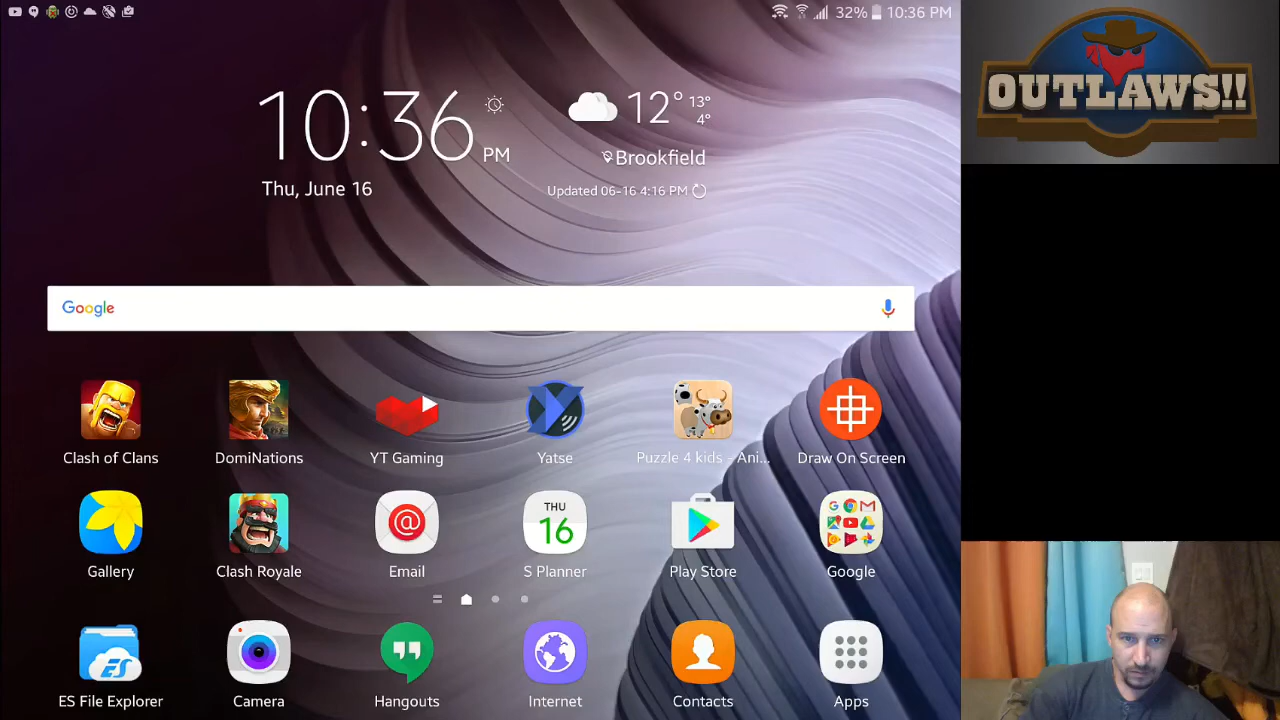 32% 10:36 PM
OUTLAWS!!
10:36 PM
12° 13° 4°
Brookfield
Thu, June 16
Updated 06-16 4:16 PM
Google
Clash of Clans
DomiNations
YT Gaming
Yatse
Puzzle 4 kids - Ani...
Draw On Screen
THU
16
Gallery
Clash Royale
Email
S Planner
Play Store
Google
ES
ES File Explorer
Camera
Hangouts
Internet
Contacts
Apps